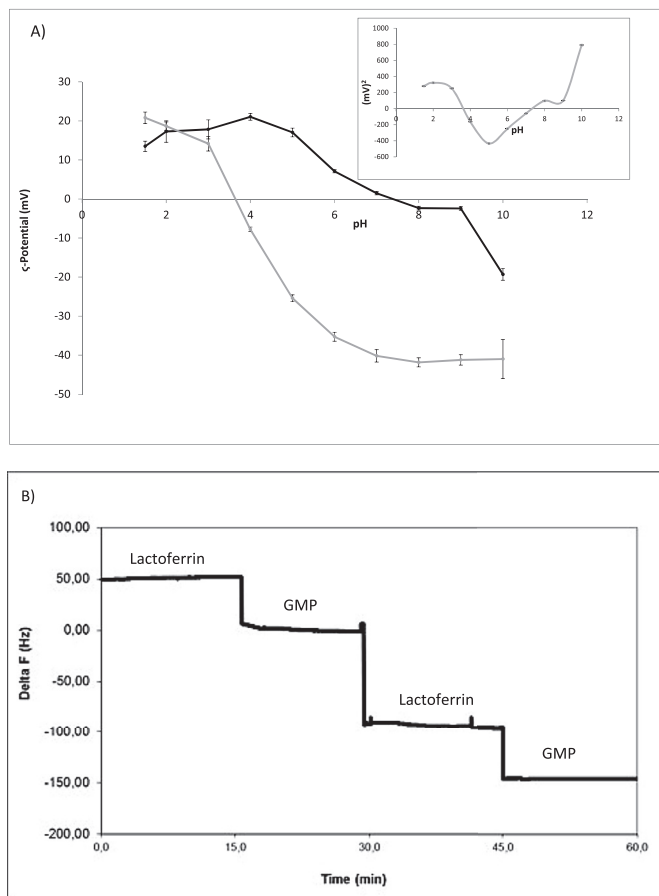 A)
1000
800
600
400
200
0
-200
-400
-600
(mV)²
0 2 4 6 8 10 12
pH
30
20
10
0
-10
-20
-30
-40
-50
ς-Potential (mV)
0 2 4 6 8 10 12
pH
B)
100,00
50,00
0,00
-50,00
-100,00
-150,00
-200,00
Delta F (Hz)
Lactoferrin
GMP
Lactoferrin
GMP
0,0 15,0 30,0 45,0 60,0
Time (min)